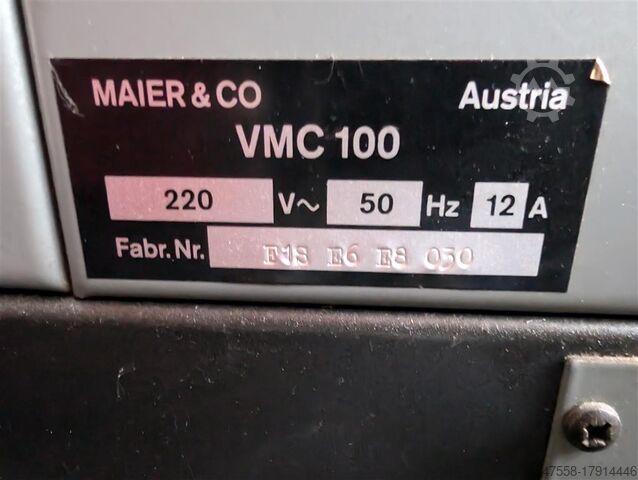 MAIER & CO Austria
VMC 100
220 V~ 50 Hz 12 A
Fabr. Nr. F18 E6 E8 050
47558-17914446